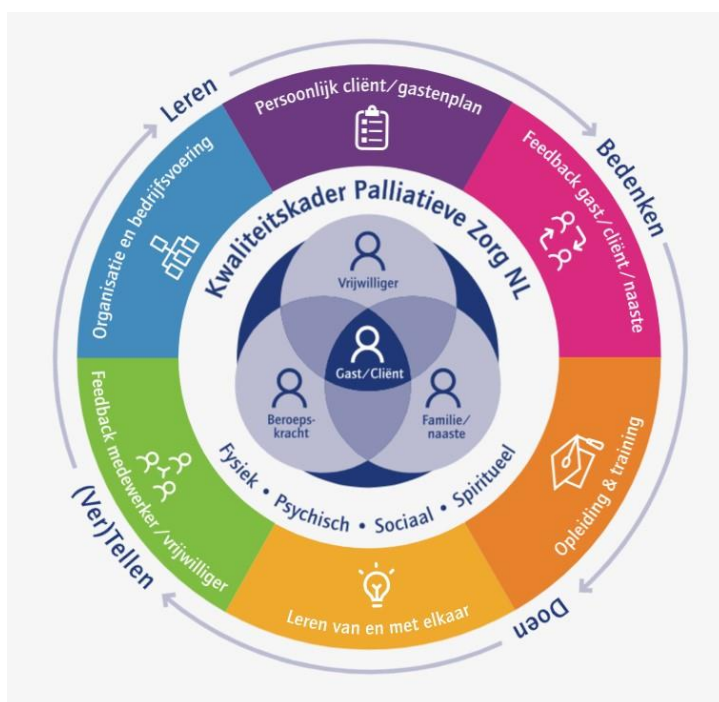 Leren
Bedenken
Doen
(Ver)Tellen
Persoonlijk cliënt/gastenplan
Feedback gast/cliënt/naaste
Opleiding & training
Leren van en met elkaar
Feedback medewerker/vrijwilliger
Organisatie en bedrijfsvoering
Kwaliteitskader Palliatieve Zorg NL
Vrijwilliger
Gast/Cliënt
Beroeps-
kracht
Familie/
naaste
Fysiek • Psychisch • Sociaal • Spiritueel